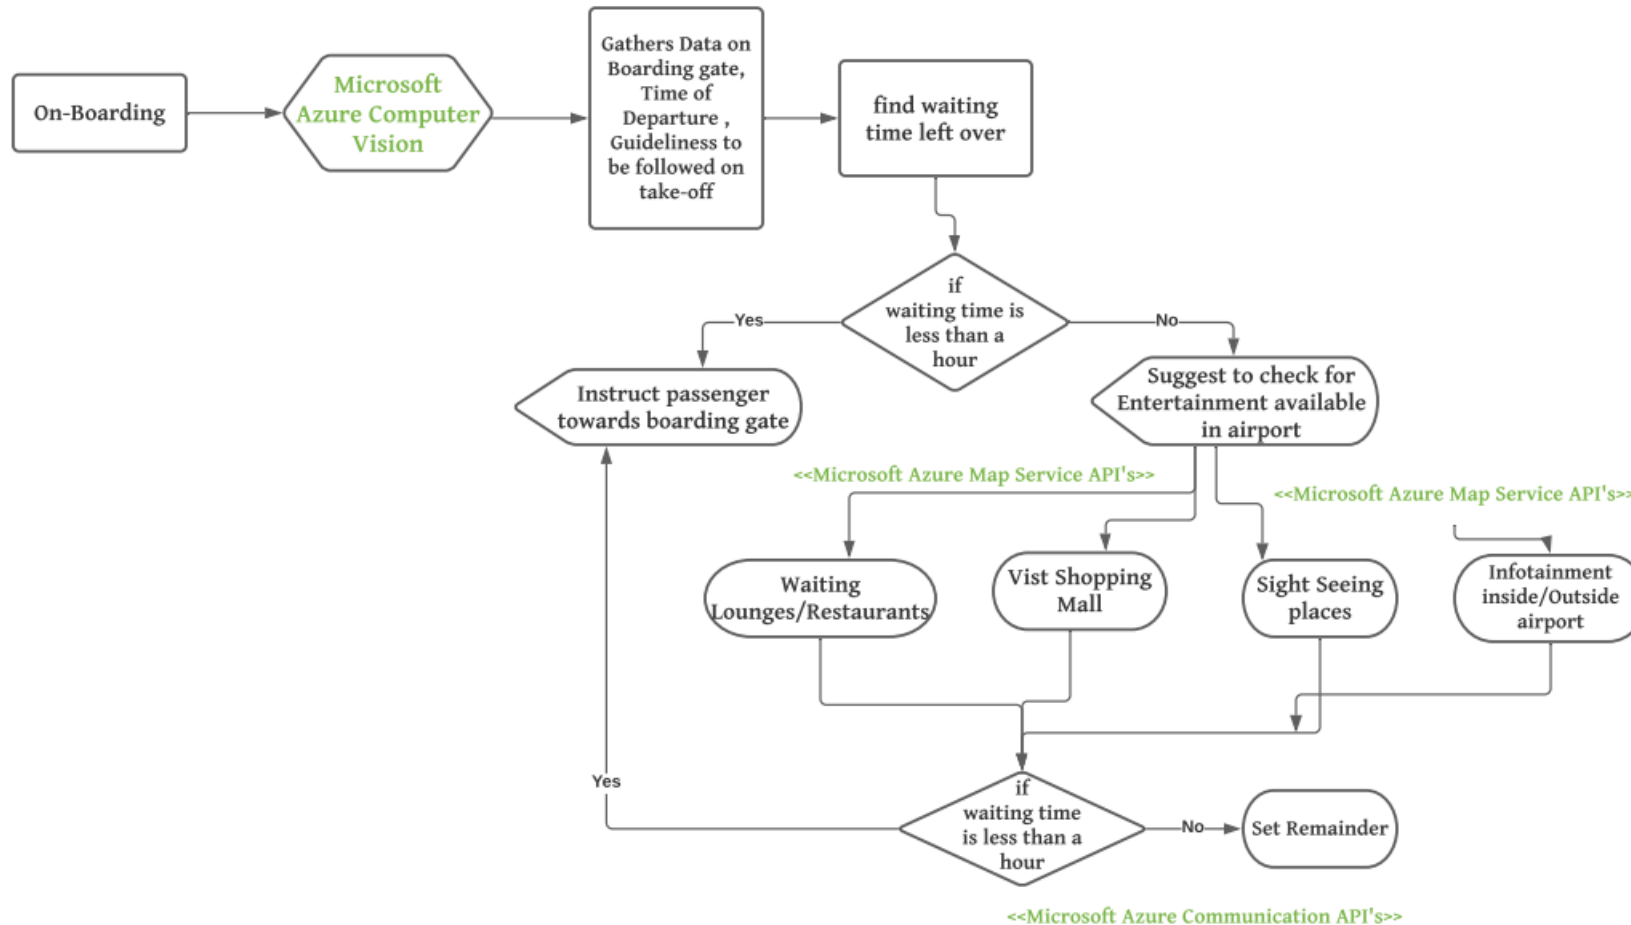 On-Boarding
Microsoft
Azure Computer
Vision
Gathers Data on
Boarding gate,
Time of
Departure ,
Guideliness to
be followed on
take-off
find waiting
time left over
if
waiting time is
less than a
hour
Yes
No
Instruct passenger
towards boarding gate
Suggest to check for
Entertainment available
in airport
<<Microsoft Azure Map Service API's>>
<<Microsoft Azure Map Service API's>>
Waiting
Lounges/Restaurants
Vist Shopping
Mall
Sight Seeing
places
Infotainment
inside/Outside
airport
Yes
if
waiting time
is less than a
hour
No
Set Remainder
<<Microsoft Azure Communication API's>>